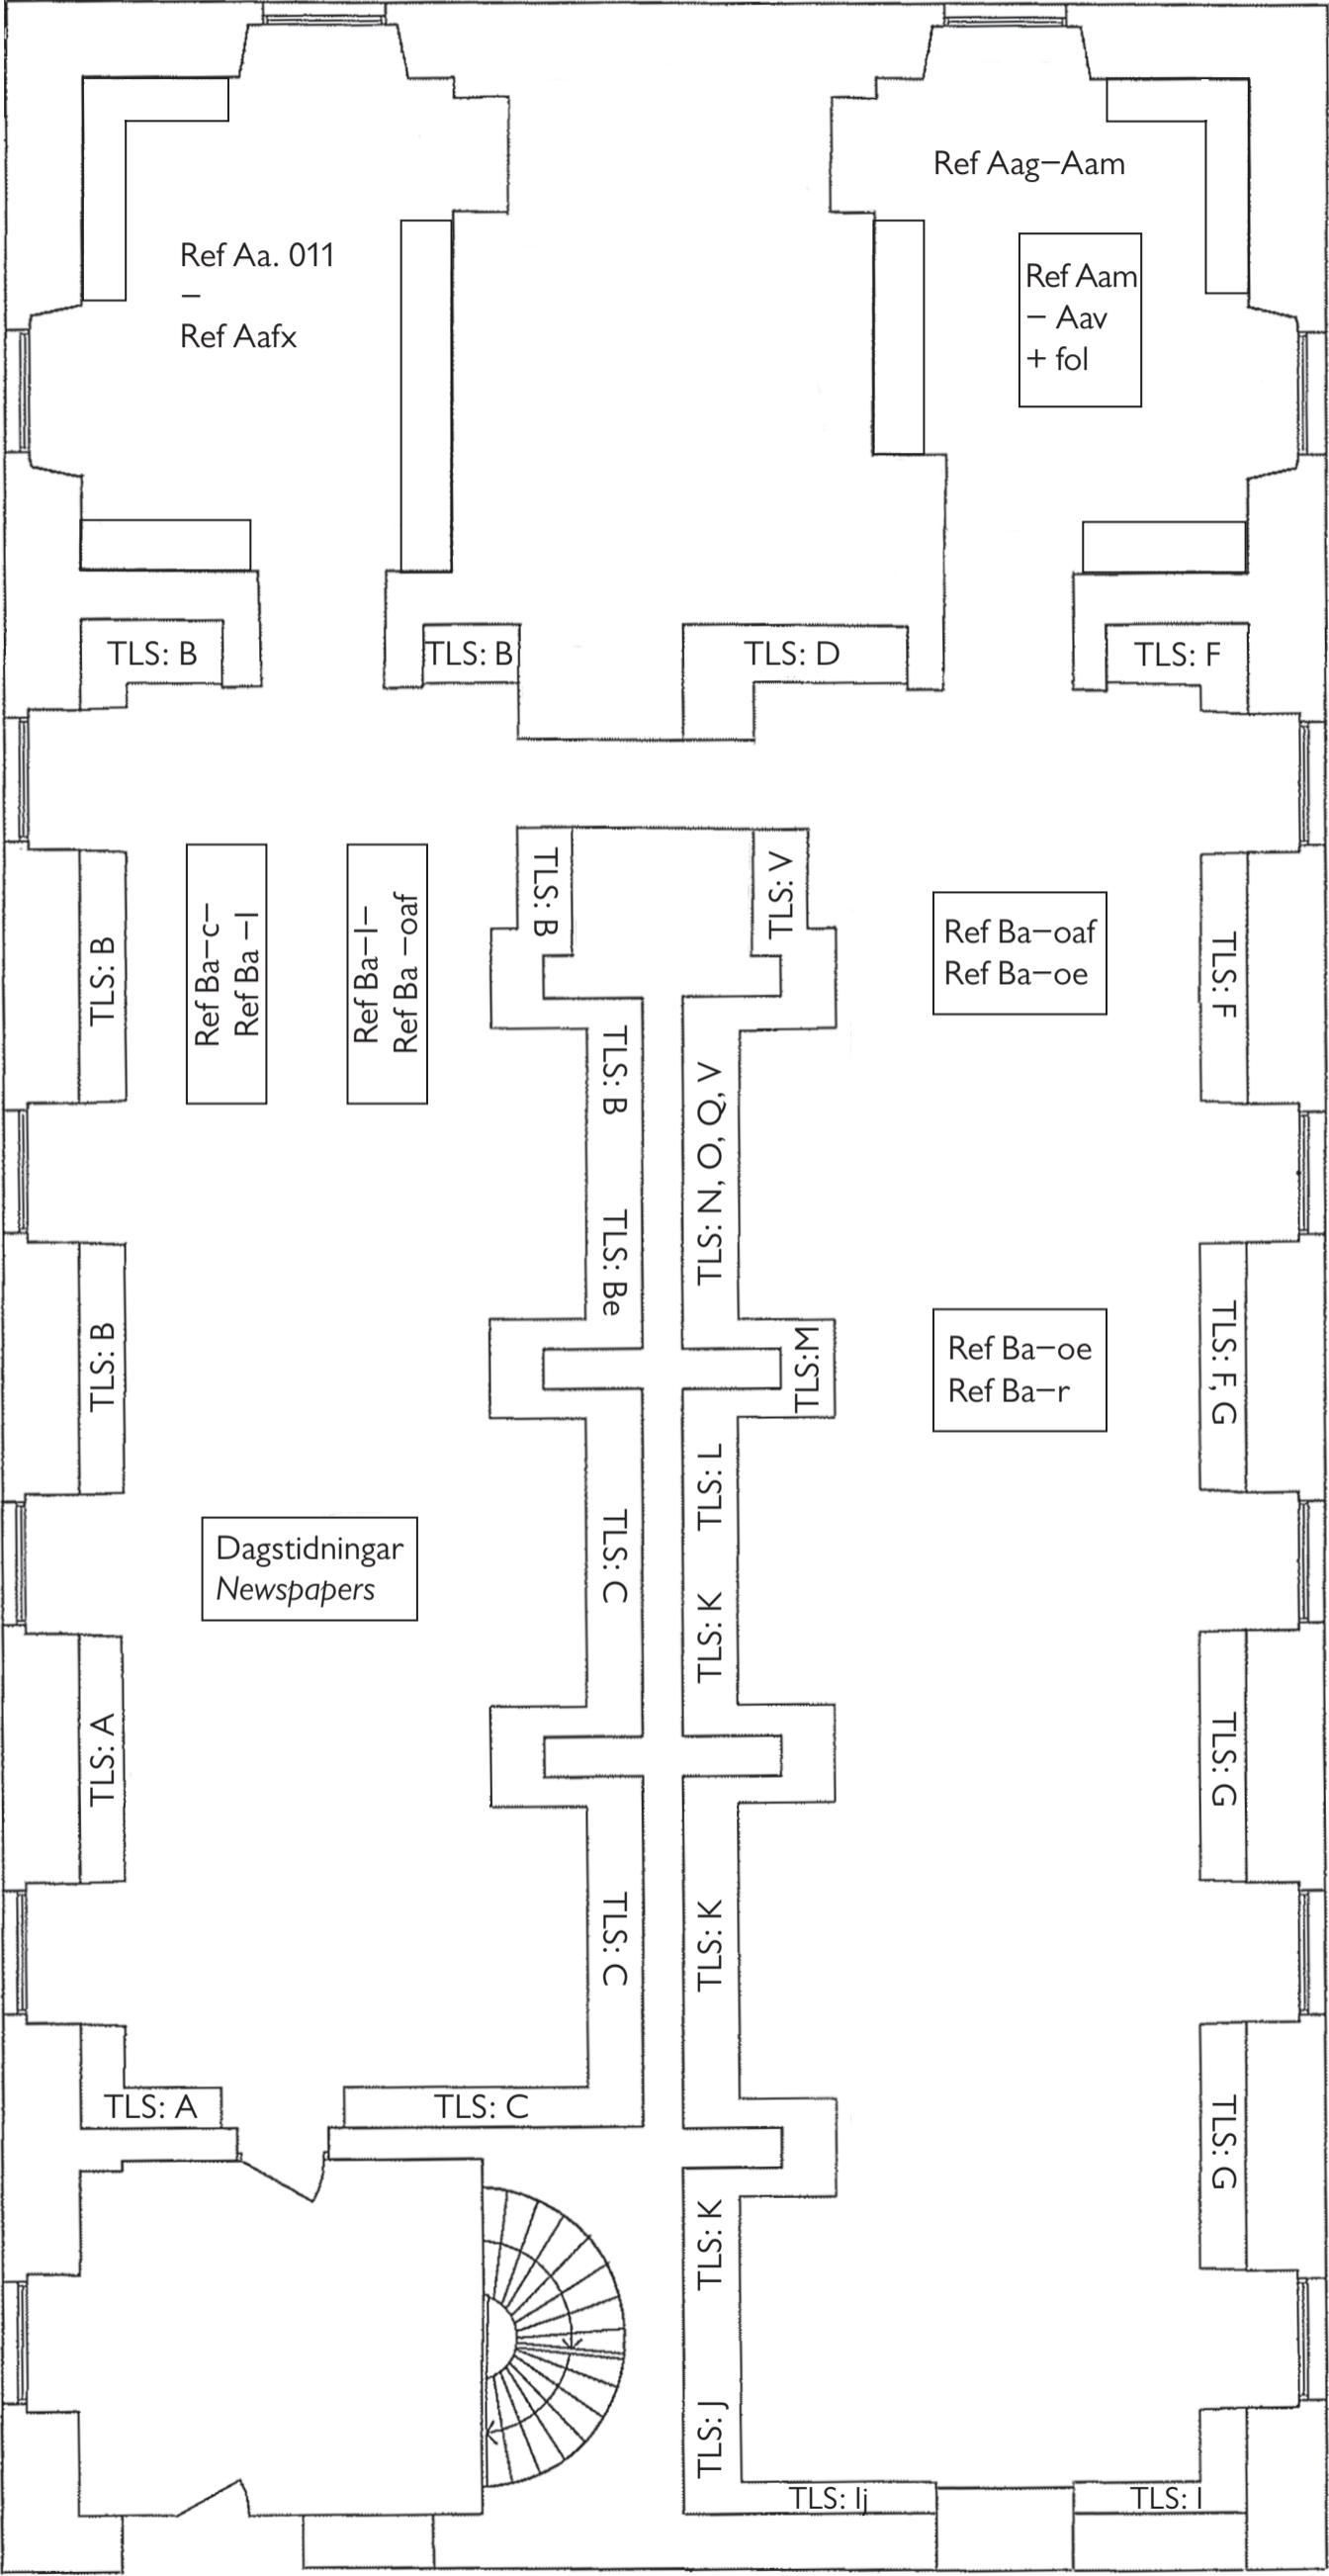 Ref Aag–Aam
Ref Aa. 011
–
Ref Aafx
Ref Aam
– Aav
+ fol
TLS: B
TLS: B
TLS: D
TLS: F
TLS: B
Ref Ba–c–
Ref Ba –l
Ref Ba–l–
Ref Ba –oaf
TLS: B
TLS: V
Ref Ba–oaf
Ref Ba–oe
TLS: F
TLS: B
TLS: Be
TLS: N, O, Q, V
TLS: B
TLS:M
Ref Ba–oe
Ref Ba–r
TLS: F, G
Dagstidningar
Newspapers
TLS: C
TLS: L
TLS: K
TLS: A
TLS: G
TLS: C
TLS: K
TLS: A
TLS: C
TLS: G
TLS: K
TLS: J
TLS: Ij
TLS: I